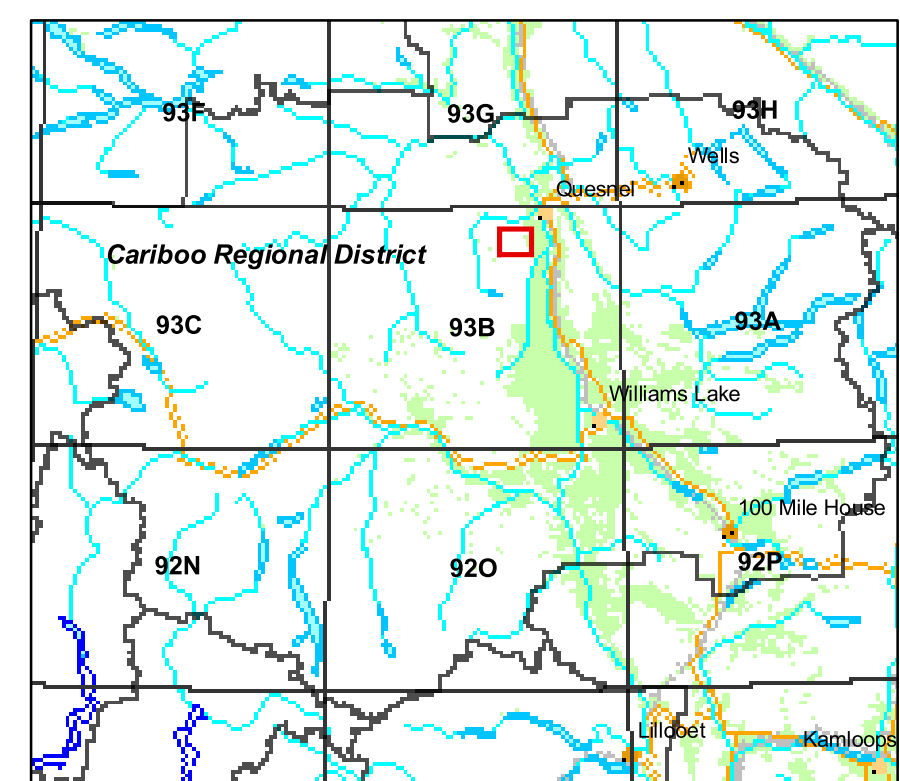 93F
93G
93H
Wells
Quesnel
Cariboo Regional District
93C
93B
93A
Williams Lake
100 Mile House
92N
92O
92P
Lillooet
Kamloops